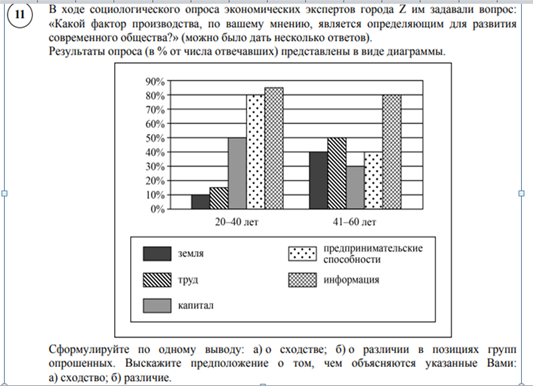 11
В ходе социологического опроса экономических экспертов города Z им задавали вопрос:
«Какой фактор производства, по вашему мнению, является определяющим для развития
современного общества?» (можно было дать несколько ответов).
Результаты опроса (в % от числа отвечавших) представлены в виде диаграммы.
90%
80%
70%
60%
50%
40%
30%
20%
10%
0%
20–40 лет
41–60 лет
земля
предпринимательские
способности
труд
информация
капитал
Сформулируйте по одному выводу: а) о сходстве; б) о различии в позициях групп
опрошенных. Выскажите предположение о том, чем объясняются указанные Вами:
а) сходство; б) различие.